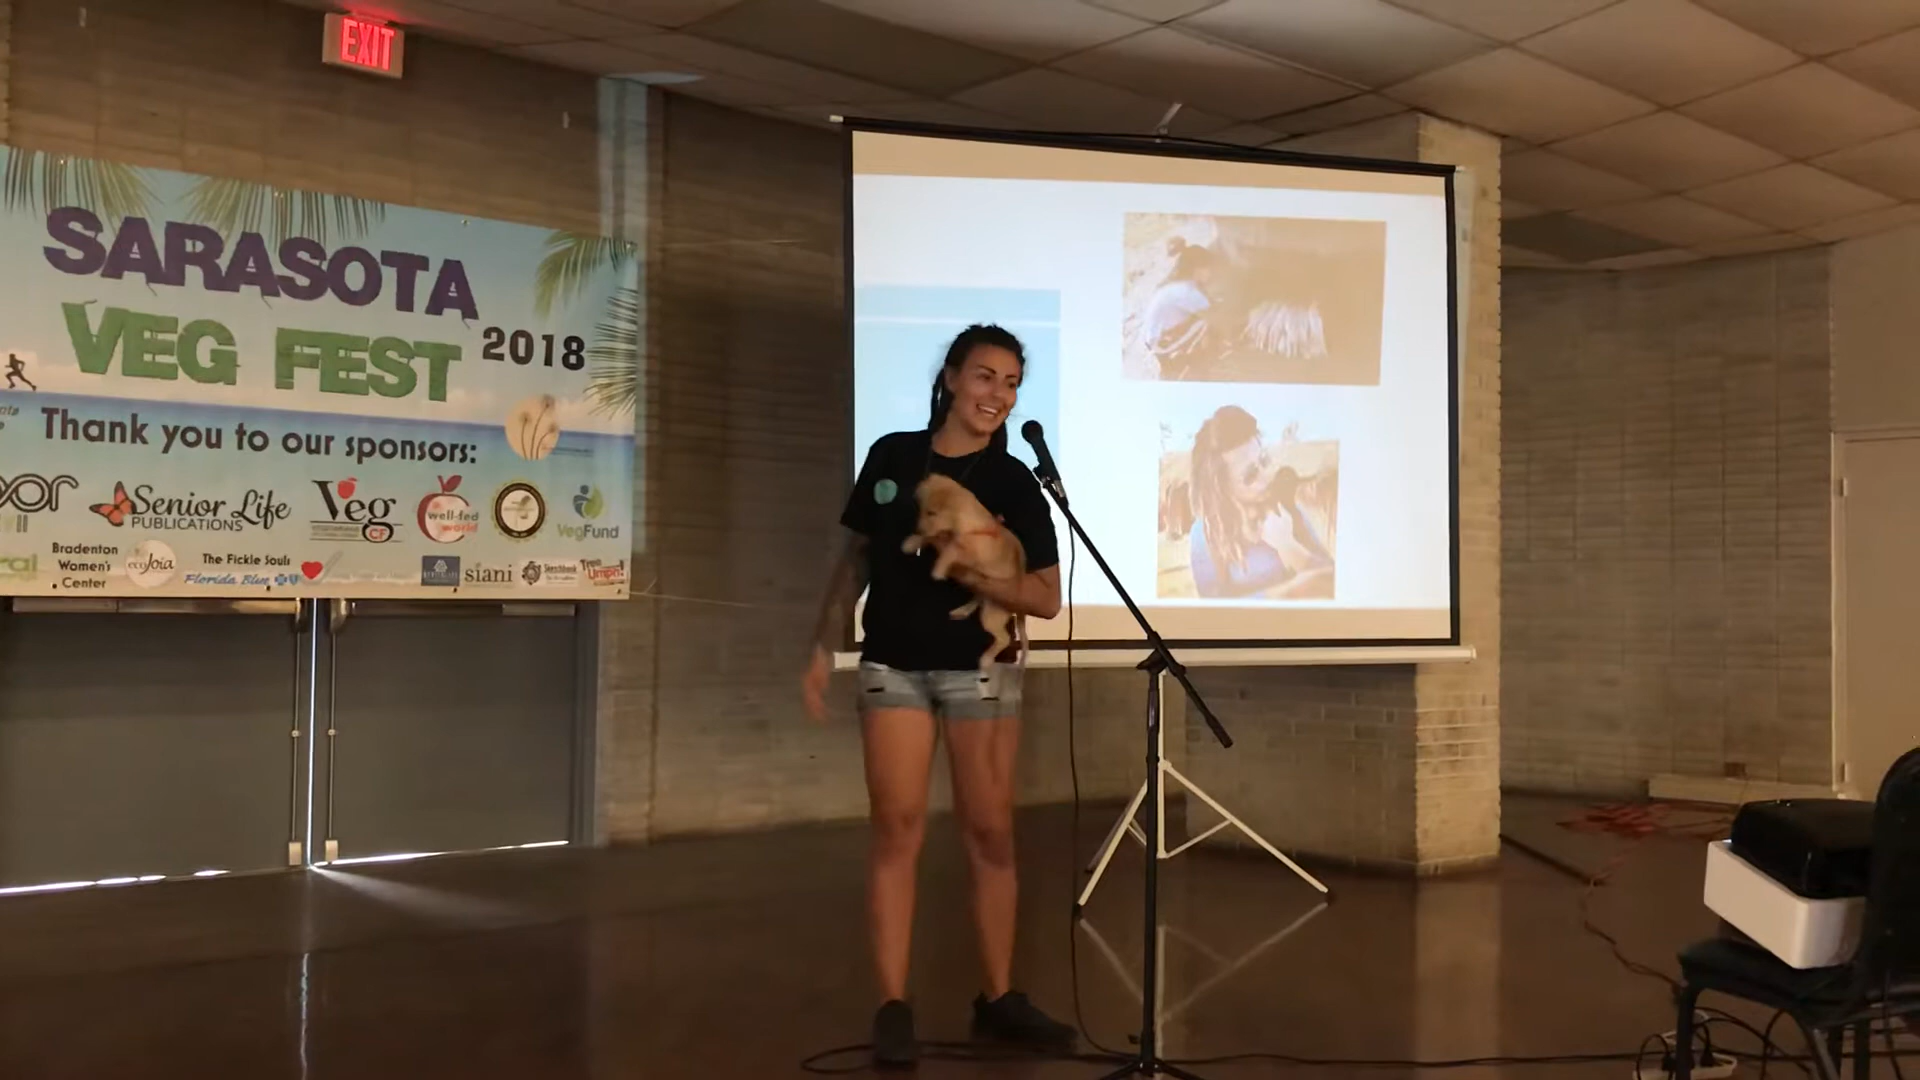 EXIT
SARASOTA
VEG FEST 2018
Thank you to our sponsors:
Senior Life
PUBLICATIONS
Veg
CF
well-fed
world
VegFund
Bradenton
Women's
Center
ecoJoia
The Fickle Souls
Florida Blue
siani